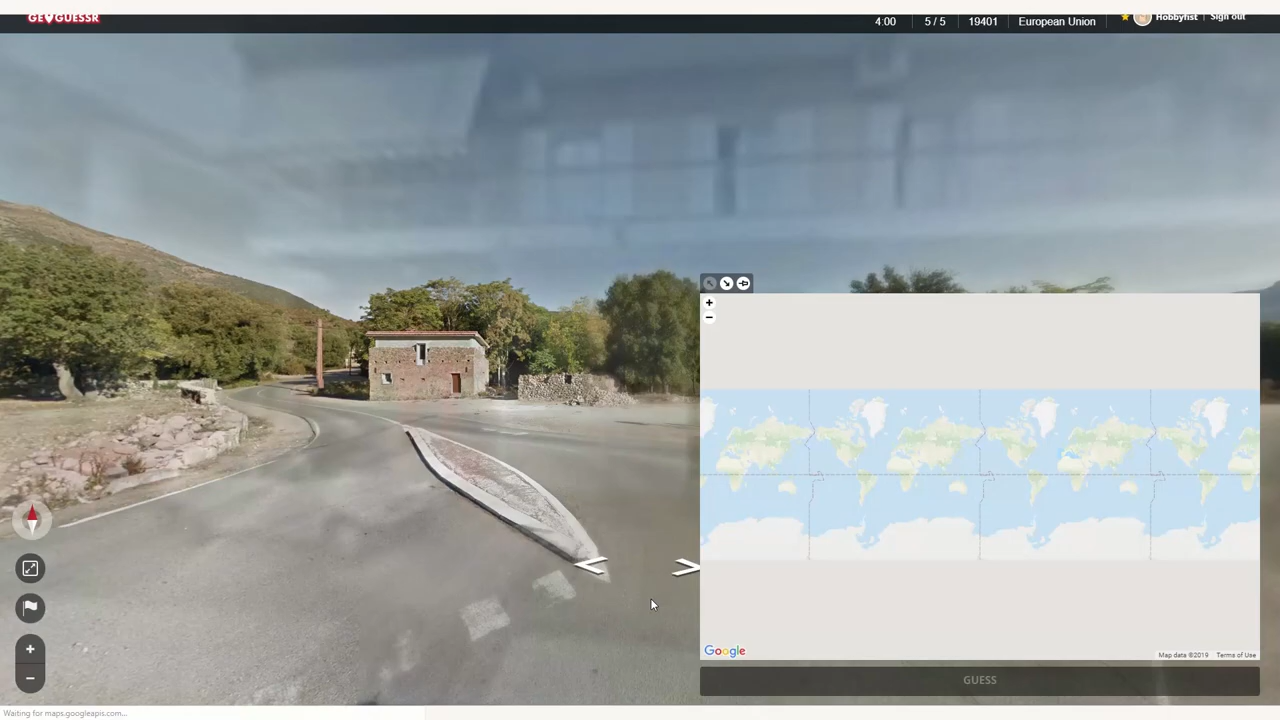 GEOGUESSR
4:00 5 / 5 19401 European Union Hobbyfist Sign out
Google
Map data ©2019 Terms of Use
GUESS
Waiting for maps.googleapis.com...